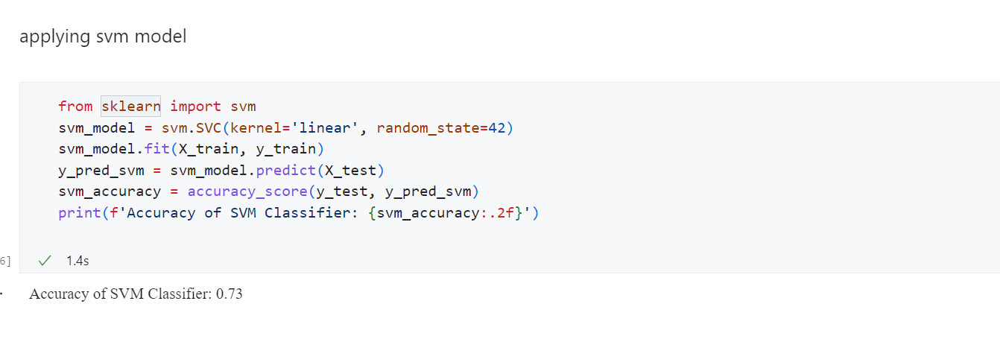 applying svm model
from sklearn import svm
svm_model = svm.SVC(kernel='linear', random_state=42)
svm_model.fit(X_train, y_train)
y_pred_svm = svm_model.predict(X_test)
svm_accuracy = accuracy_score(y_test, y_pred_svm)
print(f'Accuracy of SVM Classifier: {svm_accuracy:.2f}')
6] ✓ 1.4s
Accuracy of SVM Classifier: 0.73